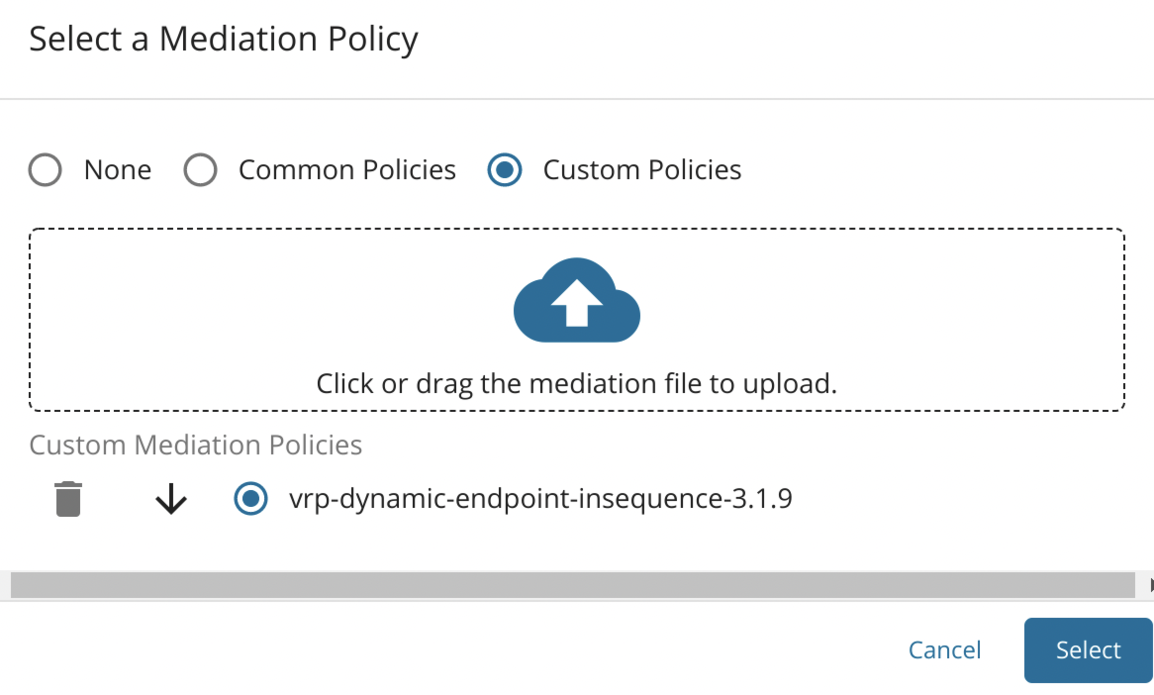 Select a Mediation Policy
None Common Policies Custom Policies
Click or drag the mediation file to upload.
Custom Mediation Policies
vrp-dynamic-endpoint-insequence-3.1.9
Cancel Select